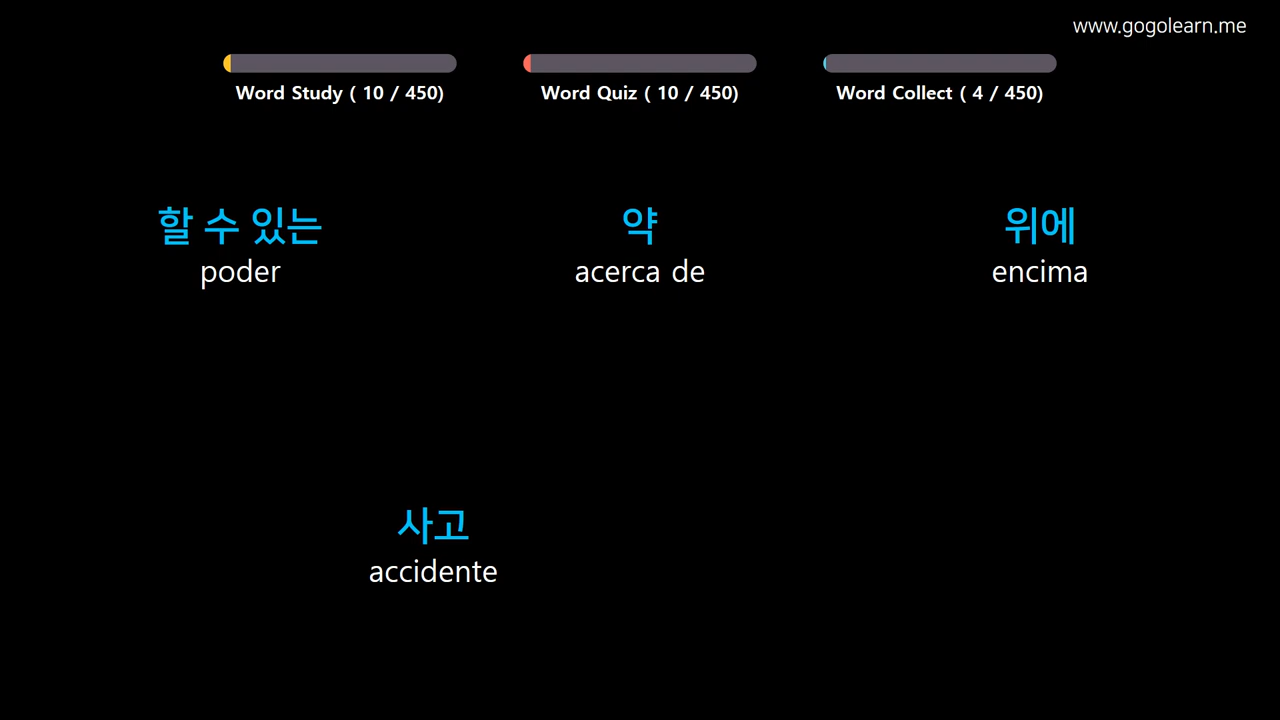 www.gogolearn.me
Word Study ( 10 / 450)
Word Quiz ( 10 / 450)
Word Collect ( 4 / 450)
할 수 있는
poder
약
acerca de
위에
encima
사고
accidente